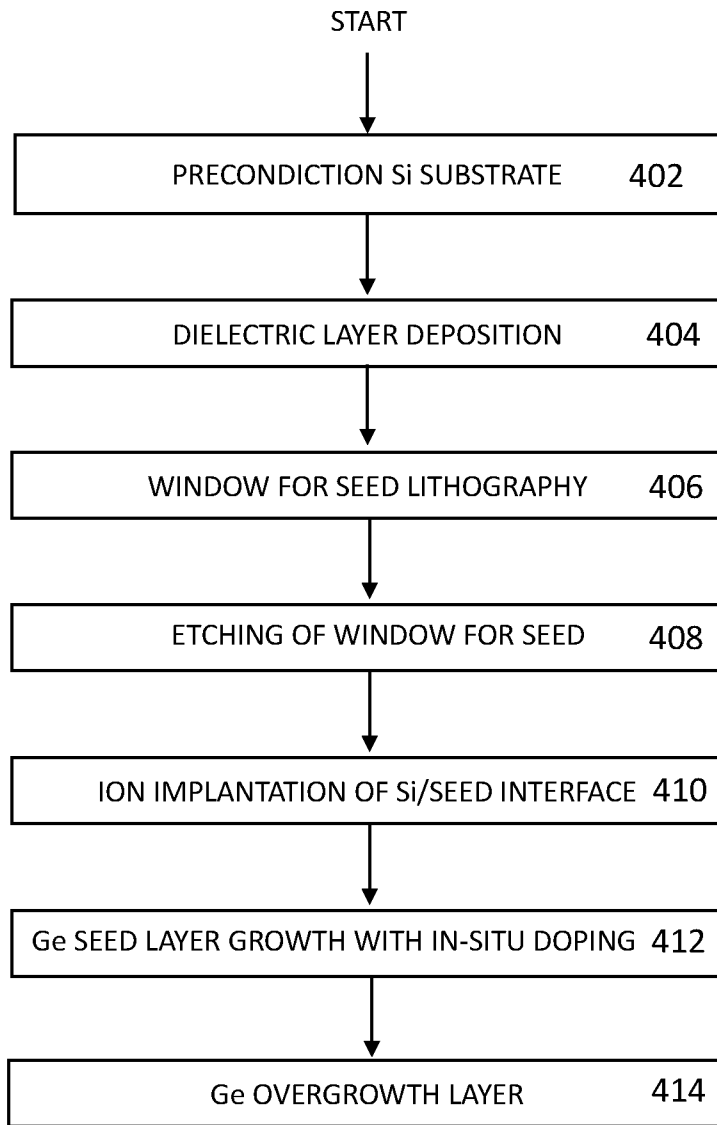 START
PRECONDICTION Si SUBSTRATE 402
DIELECTRIC LAYER DEPOSITION 404
WINDOW FOR SEED LITHOGRAPHY 406
ETCHING OF WINDOW FOR SEED 408
ION IMPLANTATION OF Si/SEED INTERFACE 410
Ge SEED LAYER GROWTH WITH IN-SITU DOPING 412
Ge OVERGROWTH LAYER 414